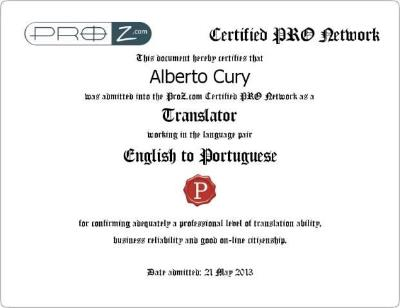 PROZ.com
Certified PRO Network
This document hereby certifies that
Alberto Cury
was admitted into the ProZ.com Certified PRO Network as a
Translator
working in the language pair
English to Portuguese
P
for confirming adequately a professional level of translation ability,
business reliability and good on-line citizenship.
Date admitted: 21 May 2013